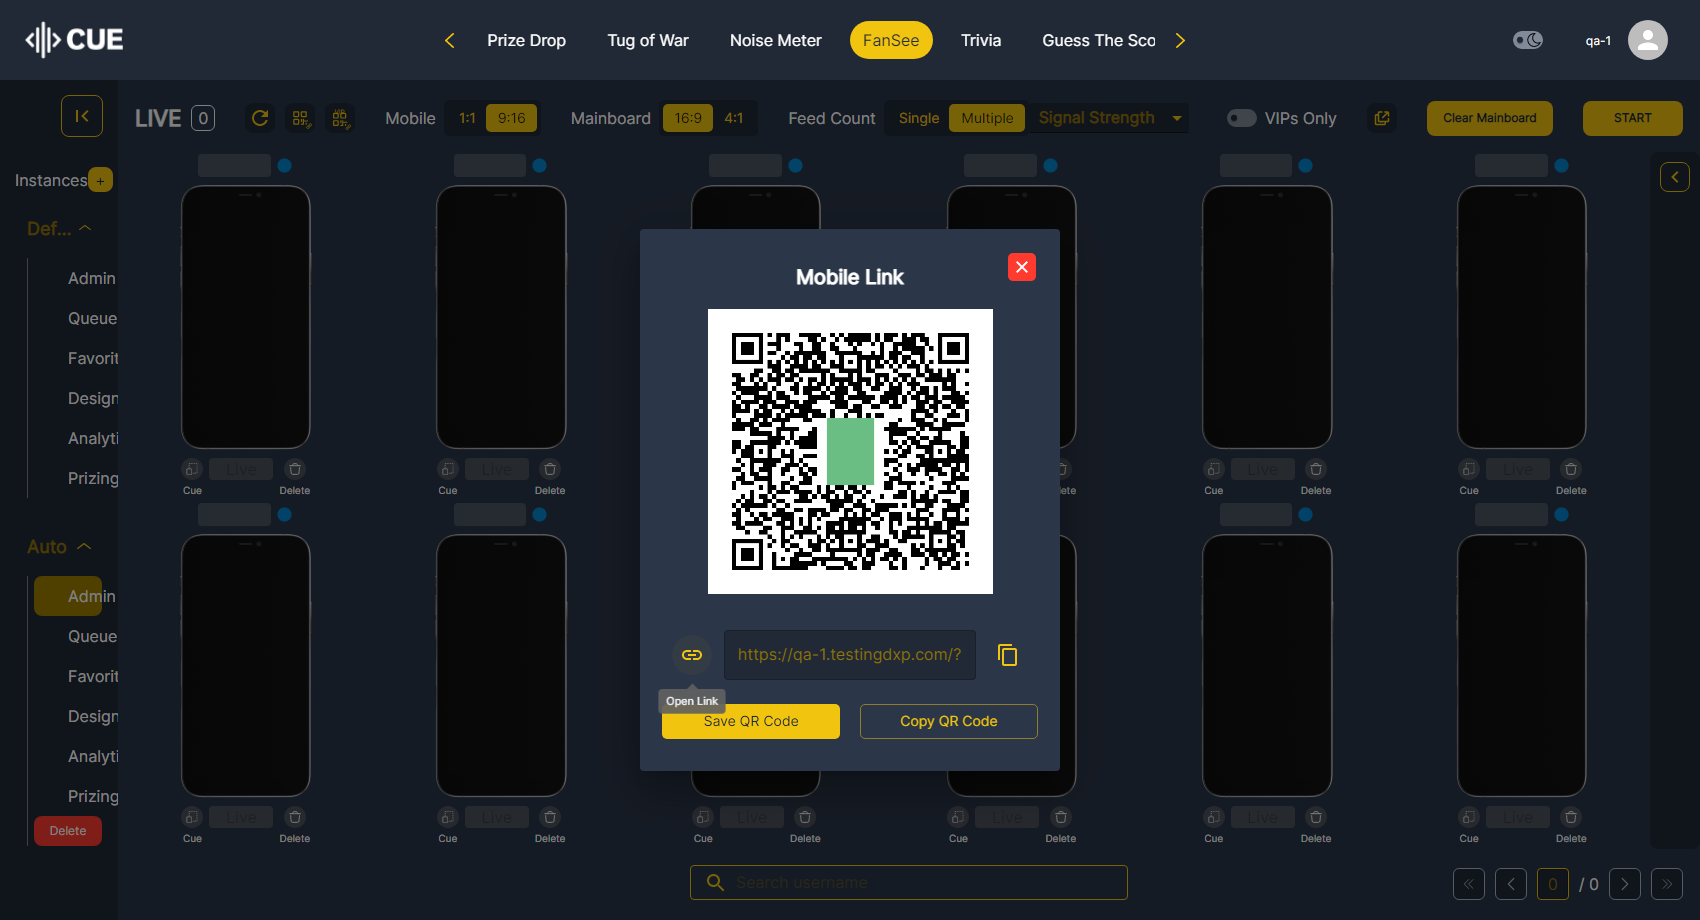 CUE
Prize Drop
Tug of War
Noise Meter
FanSee
Trivia
Guess The Sco
qa-1
LIVE 0
Mobile 1:1 9:16
Mainboard 16:9 4:1
Feed Count Single Multiple Signal Strength
VIPs Only
Clear Mainboard
START
Instances +
Def...
Admin
Queue
Favorit
Design
Analyti
Prizing
Auto
Admin
Queue
Favorit
Design
Analyti
Prizing
Delete
Live Live Live Live
Cue Delete Cue Delete ete Cue Delete Cue Delete
Mobile Link
https://qa-1.testingdxp.com/?
Open Link
Save QR Code
Copy QR Code
Live Live Live Live Live Live
Cue Delete Cue Delete Cue Delete Cue Delete Cue Delete Cue Delete
Search username
0 / 0